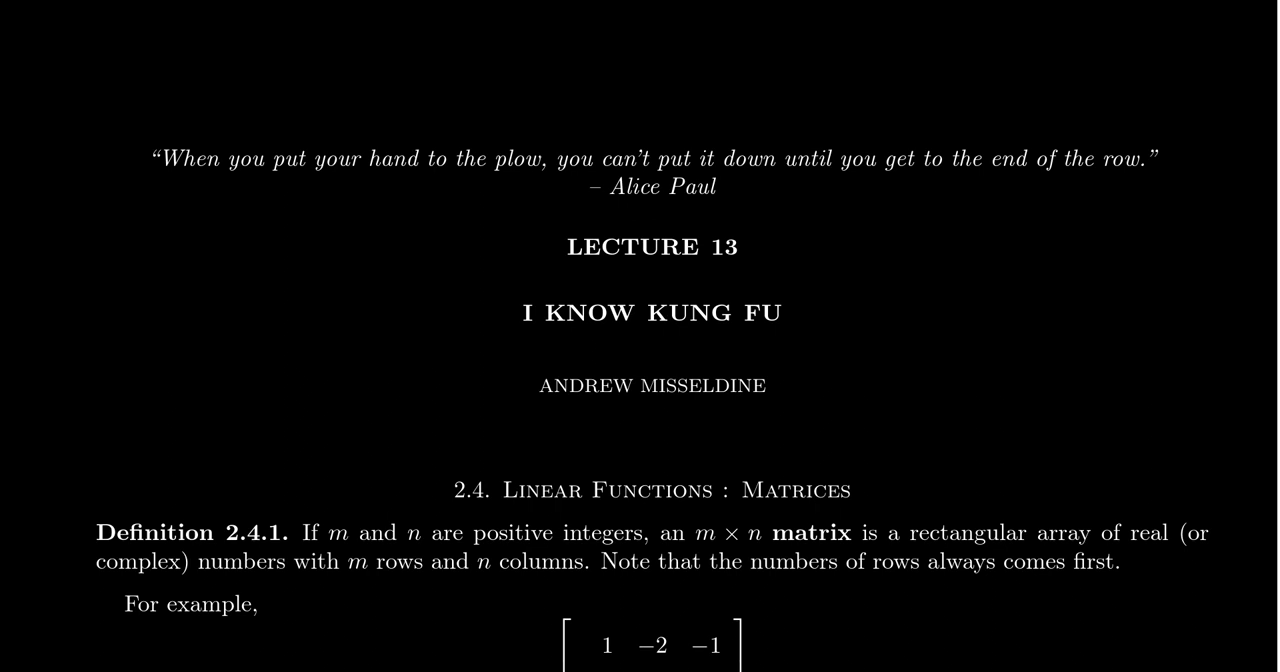 “When you put your hand to the plow, you can’t put it down until you get to the end of the row.”
– Alice Paul
LECTURE 13
I KNOW KUNG FU
ANDREW MISSELDINE
2.4. Linear Functions : Matrices
Definition 2.4.1. If m and n are positive integers, an m × n matrix is a rectangular array of real (or
complex) numbers with m rows and n columns. Note that the numbers of rows always comes first.
For example,
1 −2 −1